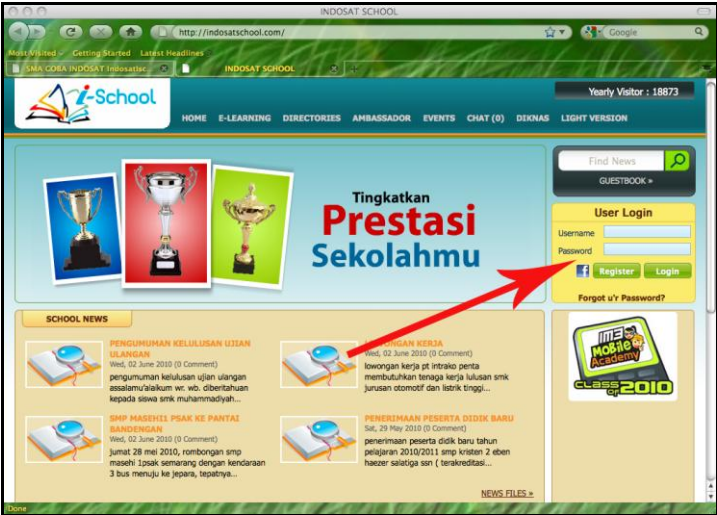 INDOSAT SCHOOL
http://indosatschool.com/
Google
Most Visited
Getting Started
Latest Headlines
SMA COBA INDOSAT Indosatsc..
INDOSAT SCHOOL
i-School
Yearly Visitor : 18873
HOME E-LEARNING DIRECTORIES AMBASSADOR EVENTS CHAT (0) DIKNAS LIGHT VERSION
Tingkatkan
Prestasi
Sekolahmu
Find News
GUESTBOOK »
User Login
Username
Password
f
Register
Login
Forgot u'r Password?
SCHOOL NEWS
PENGUMUMAN KELULUSAN UJIAN
ULANGAN
Wed, 02 June 2010 (0 Comment)
pengumuman kelulusan ujian ulangan
assalamu'alaikum wr. wb. diberitahuan
kepada siswa smk muhammadiyah...
KERJA
Wed, 02 June 2010 (0 Comment)
lowongan kerja pt intrako penta
membutuhkan tenaga kerja lulusan smk
jurusan otomotif dan listrik tinggi...
SMP MASEHI1 PSAK KE PANTAI
BANDENGAN
Wed, 02 June 2010 (0 Comment)
jumat 28 mei 2010, rombongan smp
masehi 1psak semarang dengan kendaraan
3 bus menuju ke jepara, tepatnya...
PENERIMAAN PESERTA DIDIK BARU
Sat, 29 May 2010 (0 Comment)
penerimaan peserta didik baru tahun
pelajaran 2010/2011 smp kristen 2 eben
haezer salatiga ssn ( terakreditasi...
NEWS FILES »
IM3
MOBILE
Academy
CLASS OF 2010
Done